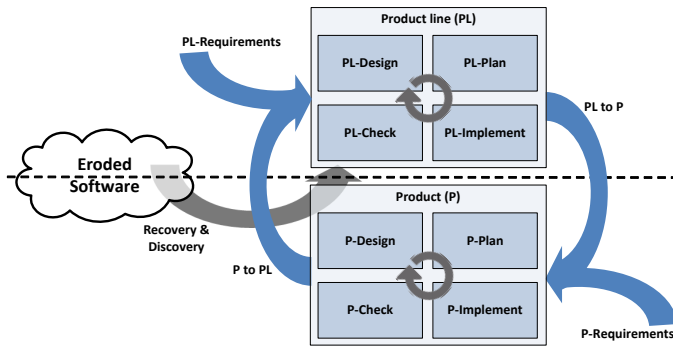 Product line (PL)
PL-Requirements
PL-Design
PL-Plan
PL-Check
PL-Implement
PL to P
Eroded
Software
Recovery &
Discovery
Product (P)
P-Design
P-Plan
P to PL
P-Check
P-Implement
P-Requirements